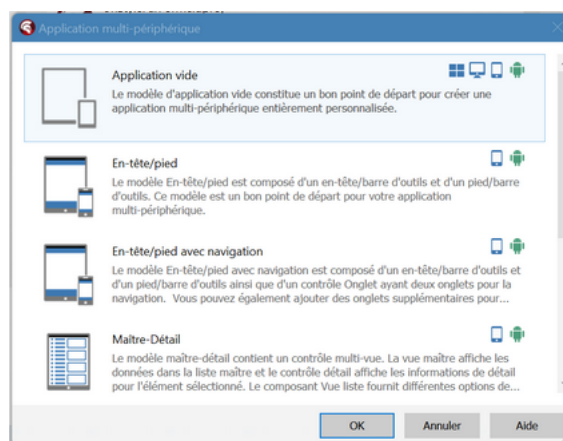 Application multi-périphérique
Application vide
Le modèle d'application vide constitue un bon point de départ pour créer une
application multi-périphérique entièrement personnalisée.
En-tête/pied
Le modèle En-tête/pied est composé d'un en-tête/barre d'outils et d'un pied/barre
d'outils. Ce modèle est un bon point de départ pour votre application
multi-périphérique.
En-tête/pied avec navigation
Le modèle En-tête/pied avec navigation est composé d'un en-tête/barre d'outils et
d'un pied/barre d'outils ainsi que d'un contrôle Onglet ayant deux onglets pour la
navigation. Vous pouvez également ajouter des onglets supplémentaires pour...
Maître-Détail
Le modèle maître-détail contient un contrôle multi-vue. La vue maître affiche les
données dans la liste maître et le contrôle détail affiche les informations de détail
pour l'élément sélectionné. Le composant Vue liste fournit différentes options de...
OK
Annuler
Aide